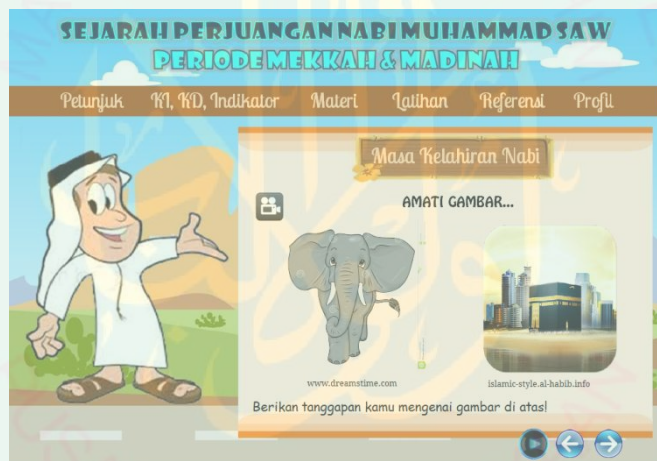 SEJARAH PERJUANGAN NABI MUHAMMAD SAW
PERIODE MEKKAH & MADINAH
Petunjuk KI, KD, Indikator Materi Latihan Referensi Profil
Masa Kelahiran Nabi
AMATI GAMBAR...
www.dreamstime.com islamic-style.al-habib.info
Berikan tanggapan kamu mengenai gambar di atas!